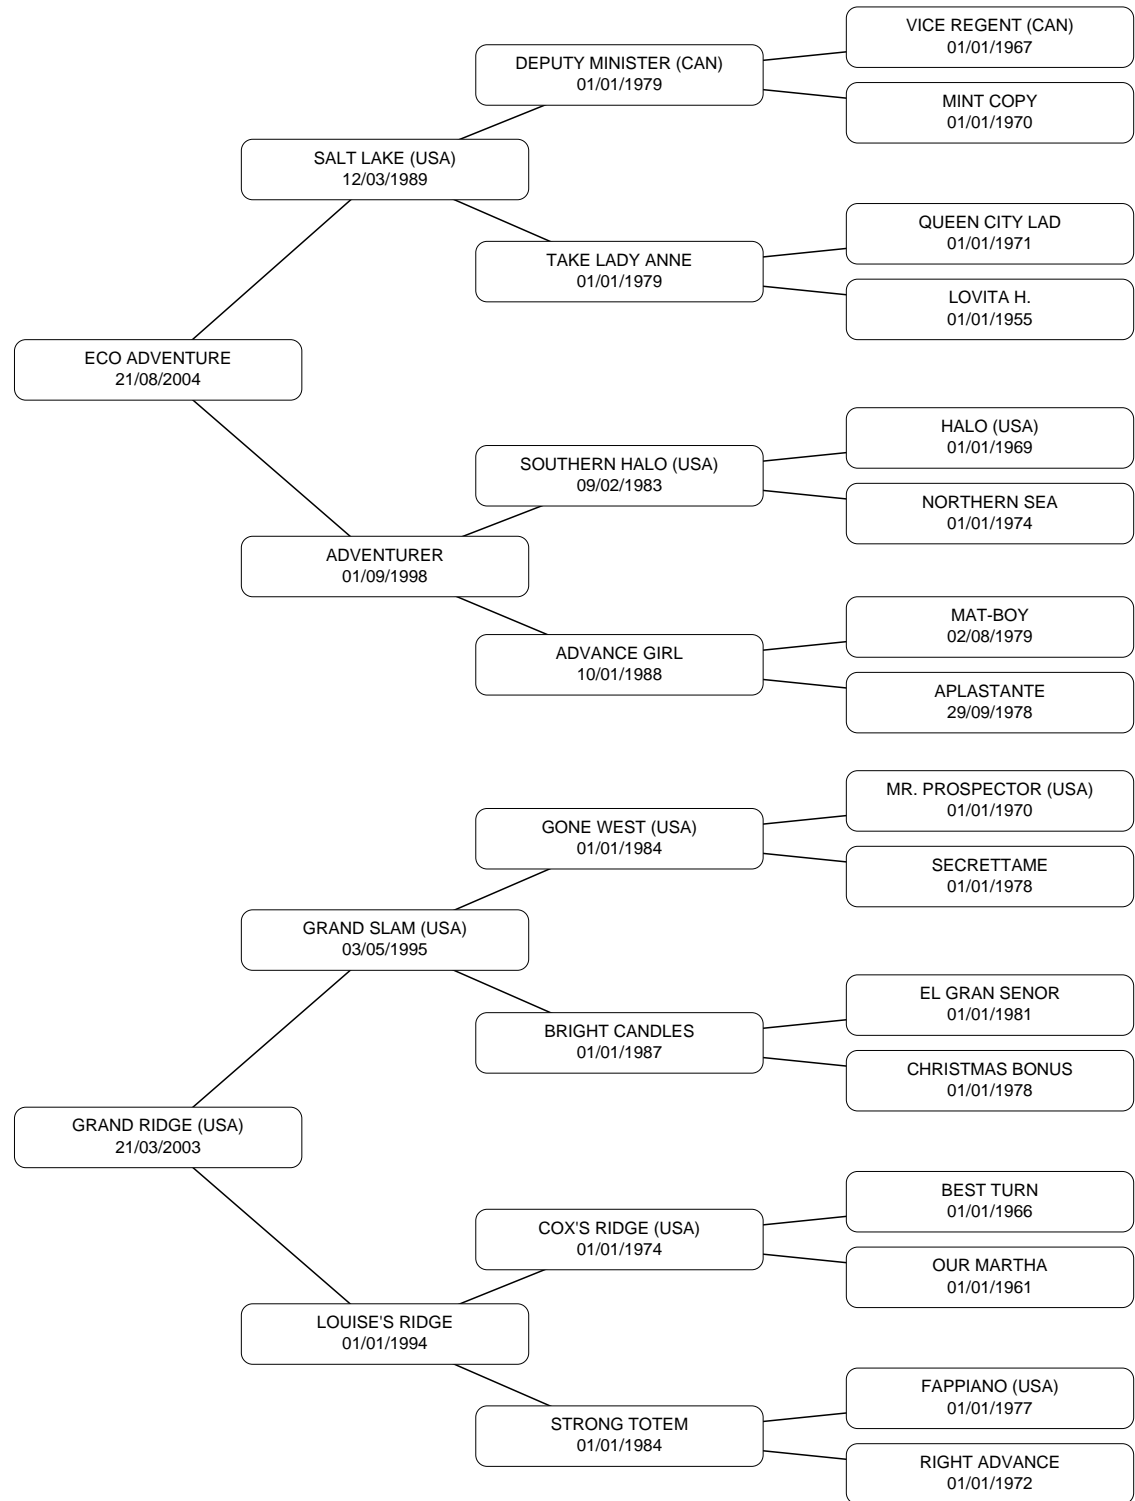 VICE REGENT (CAN)
01/01/1967
DEPUTY MINISTER (CAN)
01/01/1979
MINT COPY
01/01/1970
SALT LAKE (USA)
12/03/1989
QUEEN CITY LAD
01/01/1971
TAKE LADY ANNE
01/01/1979
LOVITA H.
01/01/1955
ECO ADVENTURE
21/08/2004
HALO (USA)
01/01/1969
SOUTHERN HALO (USA)
09/02/1983
NORTHERN SEA
01/01/1974
ADVENTURER
01/09/1998
MAT-BOY
02/08/1979
ADVANCE GIRL
10/01/1988
APLASTANTE
29/09/1978
MR. PROSPECTOR (USA)
01/01/1970
GONE WEST (USA)
01/01/1984
SECRETTAME
01/01/1978
GRAND SLAM (USA)
03/05/1995
EL GRAN SENOR
01/01/1981
BRIGHT CANDLES
01/01/1987
CHRISTMAS BONUS
01/01/1978
GRAND RIDGE (USA)
21/03/2003
BEST TURN
01/01/1966
COX'S RIDGE (USA)
01/01/1974
OUR MARTHA
01/01/1961
LOUISE'S RIDGE
01/01/1994
FAPPIANO (USA)
01/01/1977
STRONG TOTEM
01/01/1984
RIGHT ADVANCE
01/01/1972